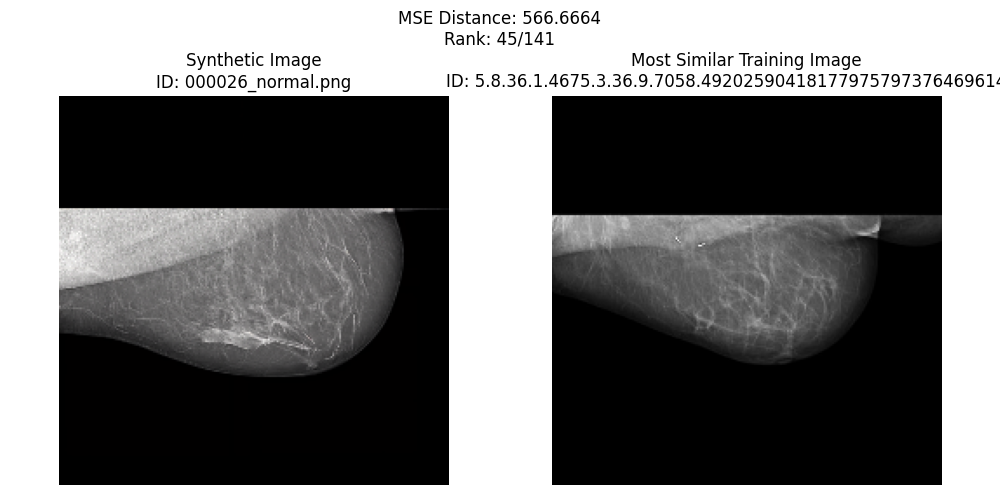 MSE Distance: 566.6664
Rank: 45/141
Synthetic Image
ID: 000026_normal.png
Most Similar Training Image
ID: 5.8.36.1.4675.3.36.9.7058.49202590418177975797376469614